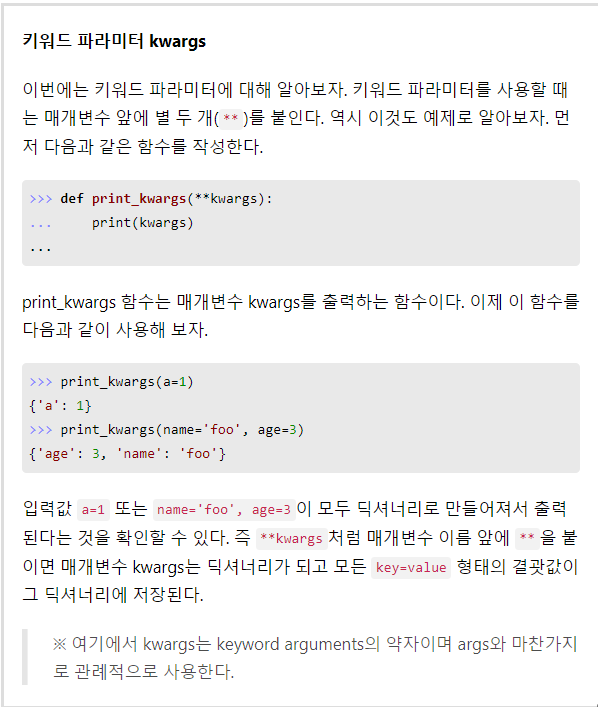 키워드 파라미터 kwargs
이번에는 키워드 파라미터에 대해 알아보자. 키워드 파라미터를 사용할 때
는 매개변수 앞에 별 두 개(**)를 붙인다. 역시 이것도 예제로 알아보자. 먼
저 다음과 같은 함수를 작성한다.
>>> def print_kwargs(**kwargs):
...     print(kwargs)
...
print_kwargs 함수는 매개변수 kwargs를 출력하는 함수이다. 이제 이 함수를
다음과 같이 사용해 보자.
>>> print_kwargs(a=1)
{'a': 1}
>>> print_kwargs(name='foo', age=3)
{'age': 3, 'name': 'foo'}
입력값 a=1 또는 name='foo', age=3이 모두 딕셔너리로 만들어져서 출력
된다는 것을 확인할 수 있다. 즉 **kwargs처럼 매개변수 이름 앞에 **을 붙
이면 매개변수 kwargs는 딕셔너리가 되고 모든 key=value 형태의 결괏값이
그 딕셔너리에 저장된다.
※ 여기에서 kwargs는 keyword arguments의 약자이며 args와 마찬가지
로 관례적으로 사용한다.